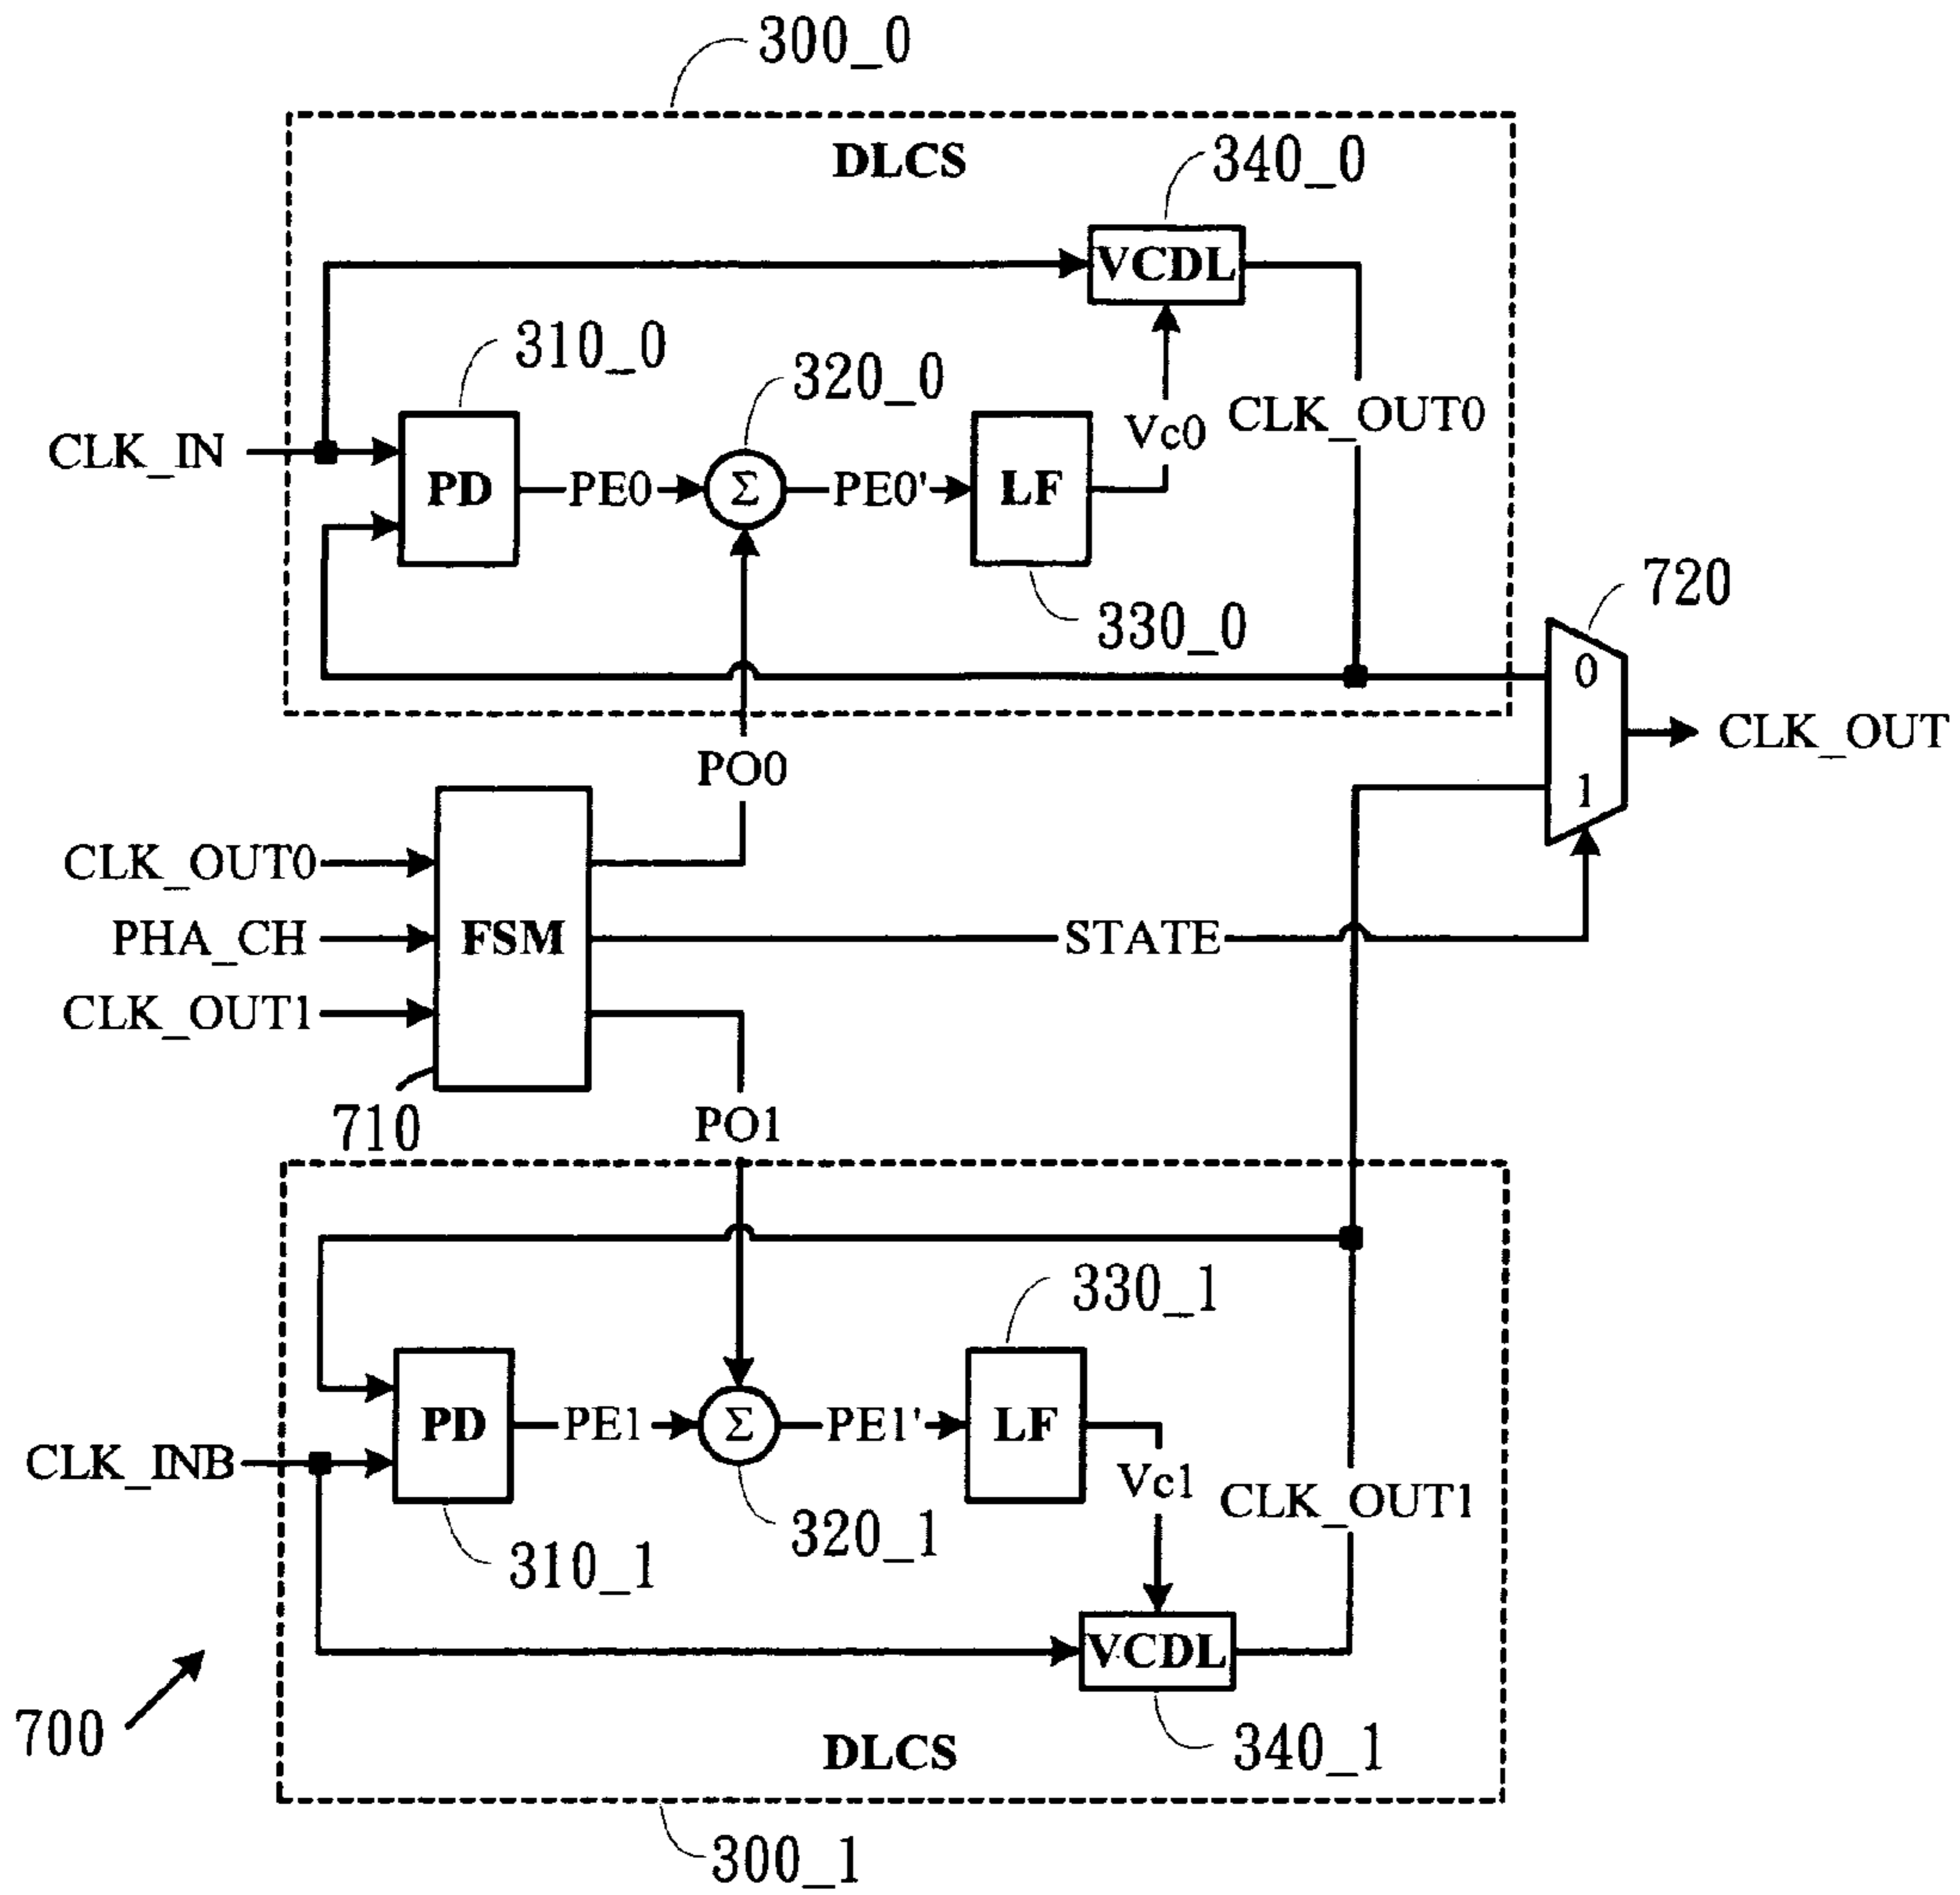 300_0
DLCS
340_0
VCDL
310_0
320_0
CLK_IN
PD
PE0
Σ
PE0'
LF
Vc0
CLK_OUT0
330_0
720
0
1
CLK_OUT
PO0
CLK_OUT0
PHA_CH
CLK_OUT1
FSM
STATE
710
PO1
330_1
PD
PE1
Σ
PE1'
LF
Vc1
CLK_OUT1
CLK_INB
310_1
320_1
VCDL
340_1
700
DLCS
300_1